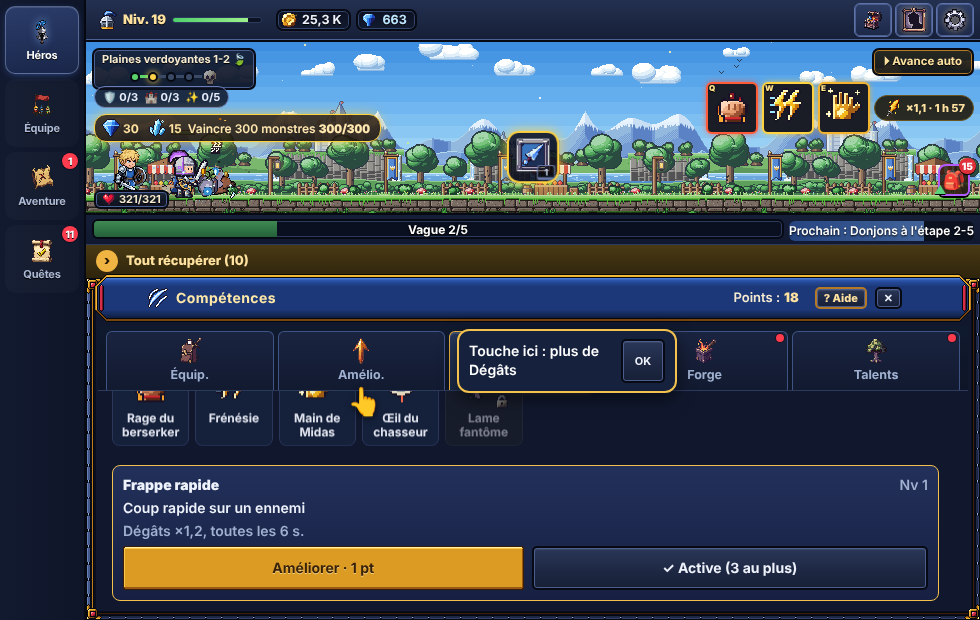 Héros
Niv. 19
25,3 K
663
Plaines verdoyantes 1-2
0/3 0/3 0/5
30 15 Vaincre 300 monstres 300/300
Avance auto
Q
W
E
×1,1 · 1 h 57
Équipe
1
Aventure
11
Quêtes
15
321/321
Vague 2/5
Prochain : Donjons à l'étape 2-5
Tout récupérer (10)
Compétences
Points : 18
? Aide
×
Équip.
Amélio.
Touche ici : plus de
Dégâts
OK
Forge
Talents
Rage du
berserker
Frénésie
Main de
Midas
Œil du
chasseur
Lame
fantôme
Frappe rapide
Nv 1
Coup rapide sur un ennemi
Dégâts ×1,2, toutes les 6 s.
Améliorer · 1 pt
✓ Active (3 au plus)